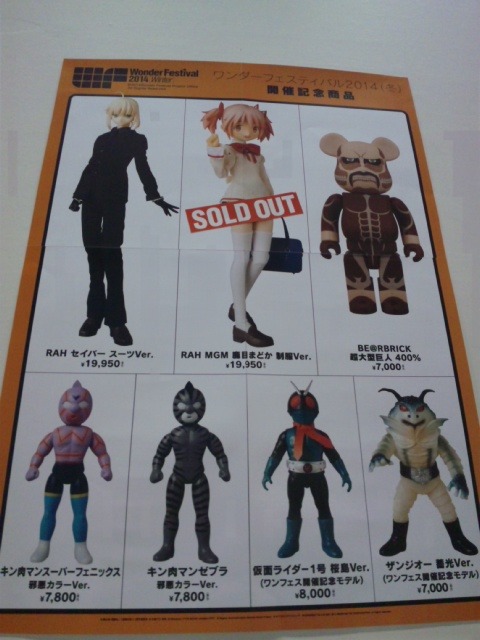 Wonder Festival
2014 Winter
ワンダーフェスティバル2014(冬)
開催記念商品
SOLD OUT
RAH セイバー スーツVer.
¥19,950
RAH MGM 鹿目まどか 制服Ver.
¥19,950
BE@RBRICK
超大型巨人 400%
¥7,000
キン肉マンスーパーフェニックス
邪悪カラーVer.
¥7,800
キン肉マンゼブラ
邪悪カラーVer.
¥7,800
仮面ライダー1号 桜島Ver.
(ワンフェス開催記念モデル)
¥8,000
ザンジオー 蓄光Ver.
(ワンフェス開催記念モデル)
¥7,000